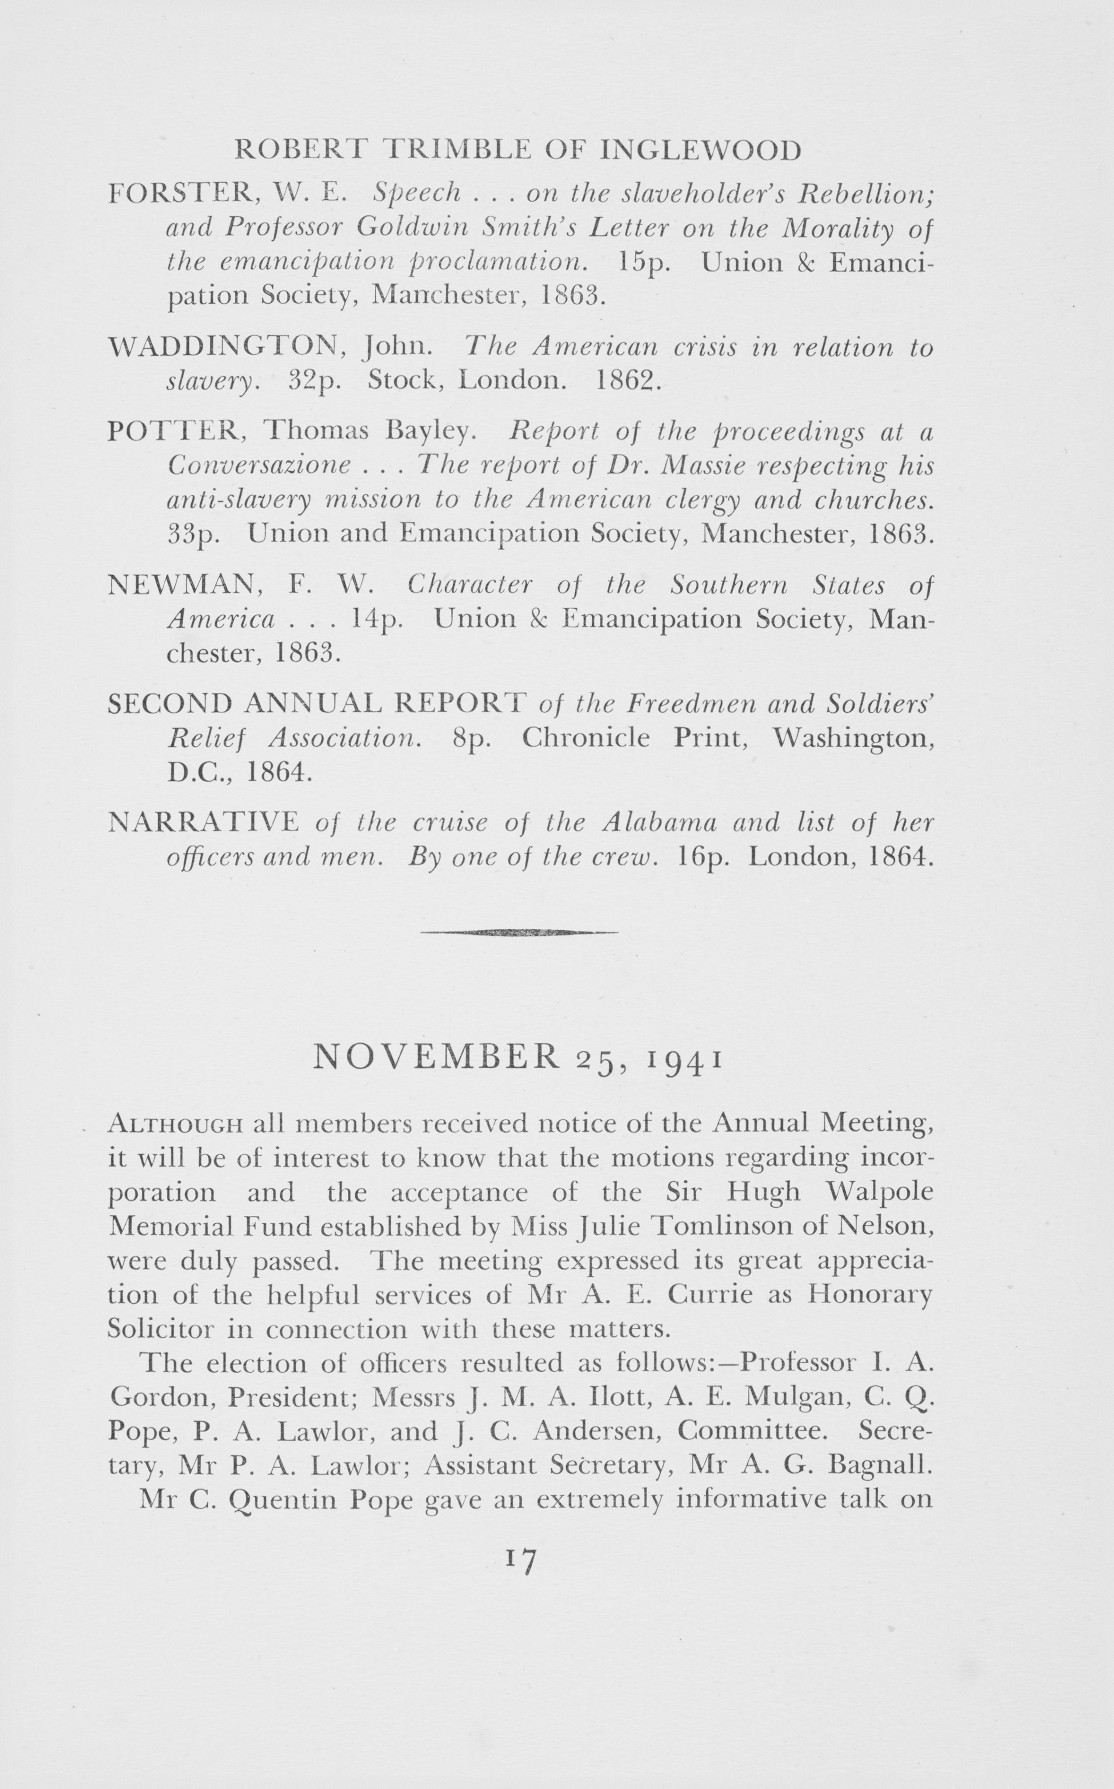 ROBERT TRIMBLE OF INGLEWOOD
FORSTER, W. E. Speech . . . on the slaveholder's Rebellion;
and Professor Goldwin Smith's Letter on the Morality of
the emancipation proclamation. 15p. Union & Emanci-
pation Society, Manchester, 1863.
WADDINGTON, John. The American crisis in relation to
slavery. 32p. Stock, London. 1862.
POTTER, Thomas Bayley. Report of the proceedings at a
Conversazione . . . The report of Dr. Massie respecting his
anti-slavery mission to the American clergy and churches.
33p. Union and Emancipation Society, Manchester, 1863.
NEWMAN, F. W. Character of the Southern States of
America . . . 14p. Union & Emancipation Society, Man-
chester, 1863.
SECOND ANNUAL REPORT of the Freedmen and Soldiers'
Relief Association. 8p. Chronicle Print, Washington,
D.C., 1864.
NARRATIVE of the cruise of the Alabama and list of her
officers and men. By one of the crew. 16p. London, 1864.
NOVEMBER 25, 1941
ALTHOUGH all members received notice of the Annual Meeting,
it will be of interest to know that the motions regarding incor-
poration and the acceptance of the Sir Hugh Walpole
Memorial Fund established by Miss Julie Tomlinson of Nelson,
were duly passed. The meeting expressed its great apprecia-
tion of the helpful services of Mr A. E. Currie as Honorary
Solicitor in connection with these matters.
The election of officers resulted as follows:—Professor I. A.
Gordon, President; Messrs J. M. A. Ilott, A. E. Mulgan, C. Q.
Pope, P. A. Lawlor, and J. C. Andersen, Committee. Secre-
tary, Mr P. A. Lawlor; Assistant Secretary, Mr A. G. Bagnall.
Mr C. Quentin Pope gave an extremely informative talk on
17